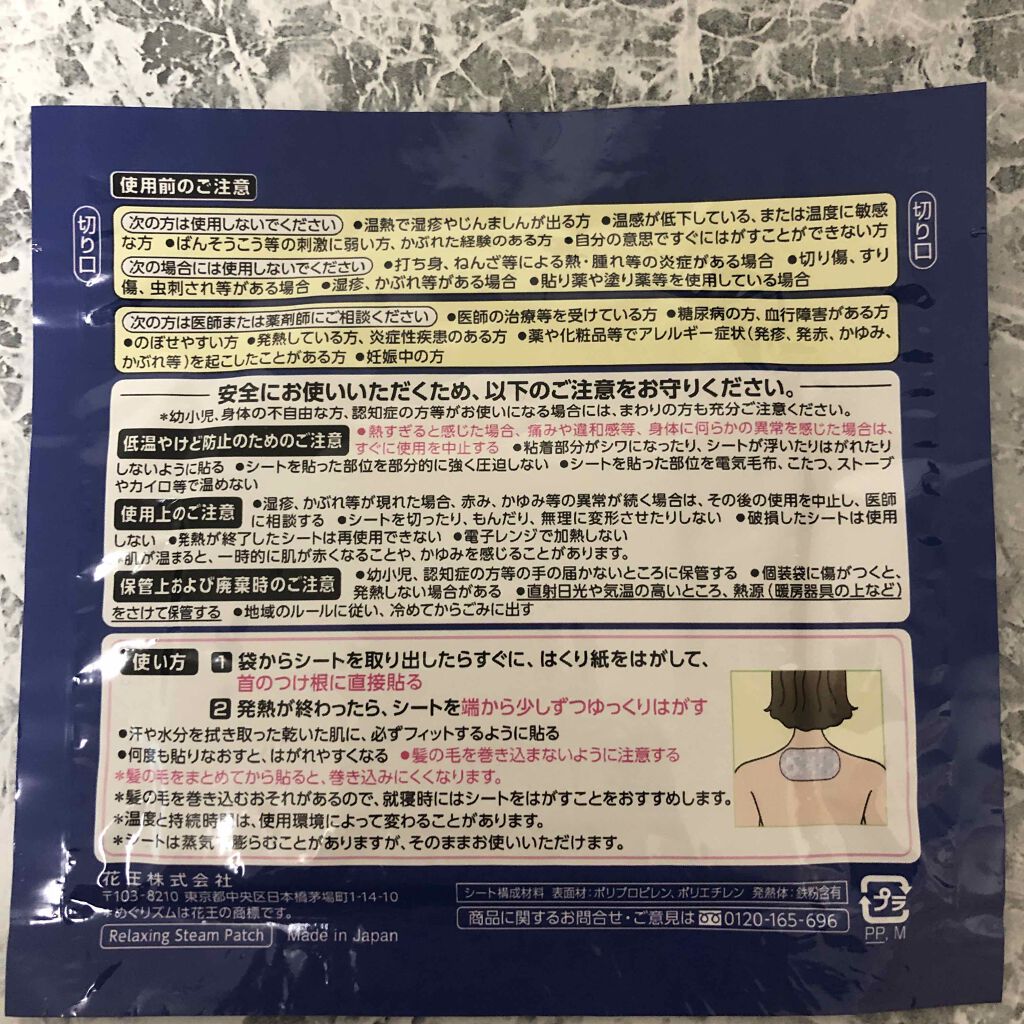 使用前のご注意
切り口
切り口
次の方は使用しないでください ●温熱で湿疹やじんましんが出る方 ●温感が低下している、または温度に敏感
な方 ●ばんそうこう等の刺激に弱い方、かぶれた経験のある方 ●自分の意思ですぐにはがすことができない方
次の場合には使用しないでください ●打ち身、ねんざ等による熱・腫れ等の炎症がある場合 ●切り傷、すり
傷、虫刺され等がある場合 ●湿疹、かぶれ等がある場合 ●貼り薬や塗り薬等を使用している場合
次の方は医師または薬剤師にご相談ください ●医師の治療等を受けている方 ●糖尿病の方、血行障害がある方
●のぼせやすい方 ●発熱している方、炎症性疾患のある方 ●薬や化粧品等でアレルギー症状(発疹、発赤、かゆみ、
かぶれ等)を起こしたことがある方 ●妊娠中の方
安全にお使いいただくため、以下のご注意をお守りください。
*幼小児、身体の不自由な方、認知症の方等がお使いになる場合には、まわりの方も充分ご注意ください。
低温やけど防止のためのご注意 ●熱すぎると感じた場合、痛みや違和感等、身体に何らかの異常を感じた場合は、
すぐに使用を中止する ●粘着部分がシワになったり、シートが浮いたりはがれたり
しないように貼る ●シートを貼った部位を部分的に強く圧迫しない ●シートを貼った部位を電気毛布、こたつ、ストーブ
やカイロ等で温めない
使用上のご注意 ●湿疹、かぶれ等が現れた場合、赤み、かゆみ等の異常が続く場合は、その後の使用を中止し、医師
に相談する ●シートを切ったり、もんだり、無理に変形させたりしない ●破損したシートは使用
しない ●発熱が終了したシートは再使用できない ●電子レンジで加熱しない
*肌が温まると、一時的に肌が赤くなることや、かゆみを感じることがあります。
保管上および廃棄時のご注意 ●幼小児、認知症の方等の手の届かないところに保管する ●個装袋に傷がつくと、
発熱しない場合がある ●直射日光や気温の高いところ、熱源(暖房器具の上など)
をさけて保管する ●地域のルールに従い、冷めてからごみに出す
使い方 1 袋からシートを取り出したらすぐに、はくり紙をはがして、
首のつけ根に直接貼る
2 発熱が終わったら、シートを端から少しずつゆっくりはがす
●汗や水分を拭き取った乾いた肌に、必ずフィットするように貼る
●何度も貼りなおすと、はがれやすくなる ●髪の毛を巻き込まないように注意する
*髪の毛をまとめてから貼ると、巻き込みにくくなります。
*髪の毛を巻き込むおそれがあるので、就寝時にはシートをはがすことをおすすめします。
*温度と持続時間は、使用環境によって変わることがあります。
*シートは蒸気で膨らむことがありますが、そのままお使いいただけます。
花王株式会社
〒103-8210 東京都中央区日本橋茅場町1-14-10
*めぐりズムは花王の商標です。
Relaxing Steam Patch Made in Japan
シート構成材料 表面材:ポリプロピレン、ポリエチレン 発熱体:鉄粉含有
商品に関するお問合せ・ご意見は 0120-165-696
プラ
PP, M